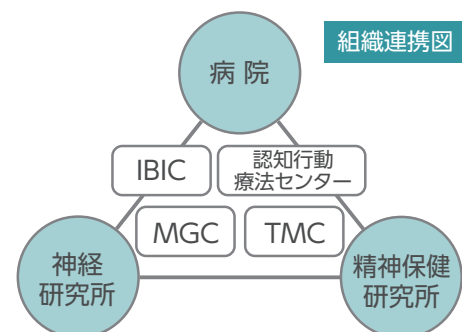 組織連携図
病院
IBIC
認知行動
療法センター
MGC
TMC
神経
研究所
精神保健
研究所